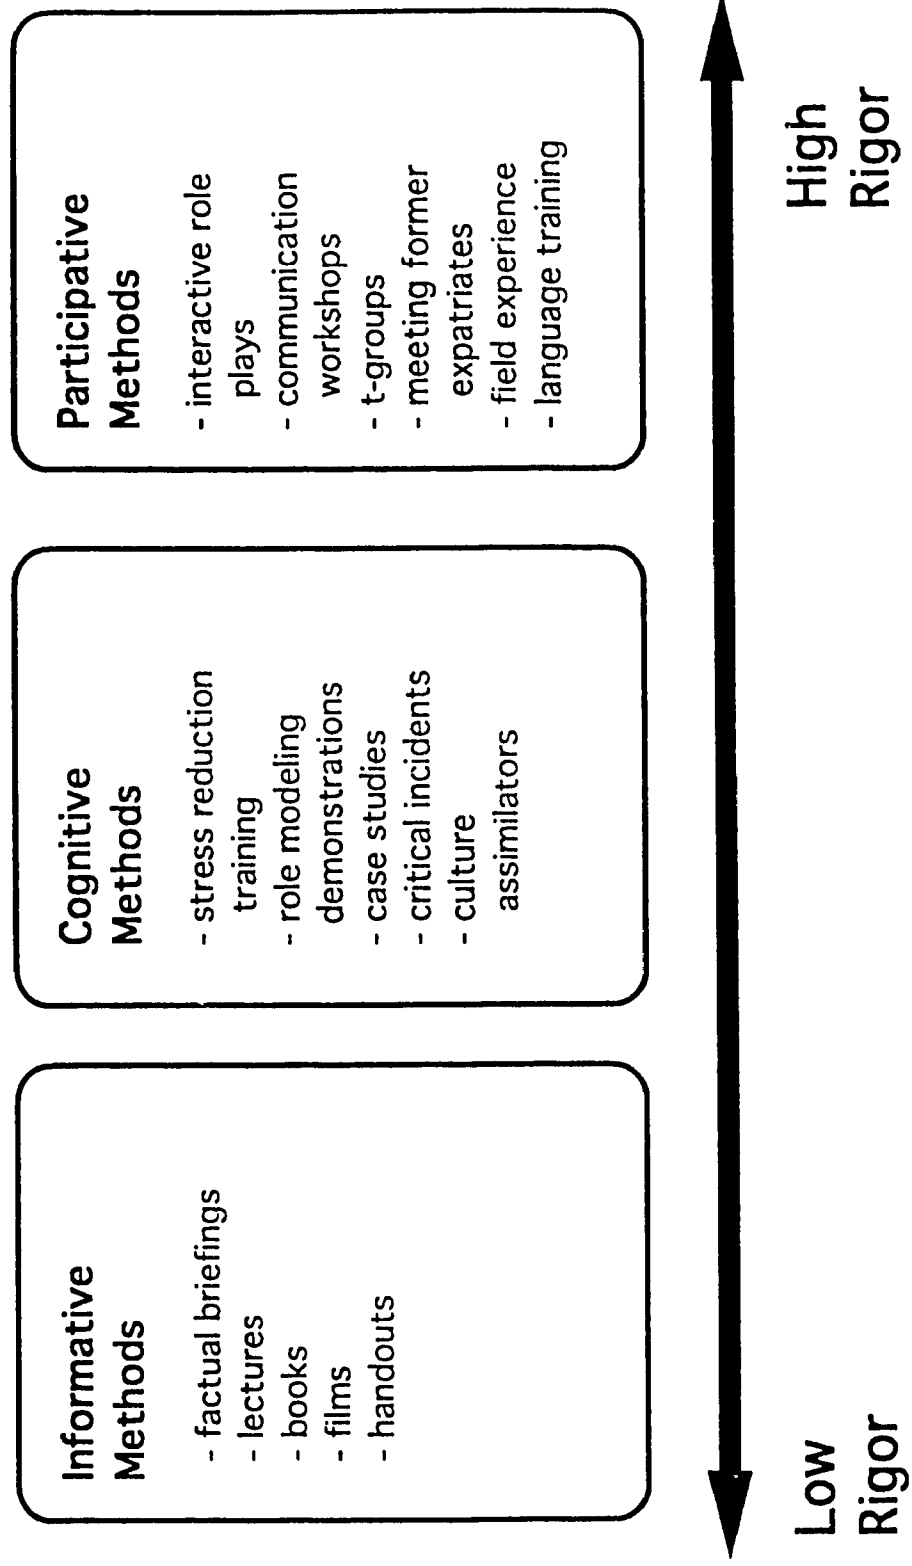 Informative
Methods
- factual briefings
- lectures
- books
- films
- handouts
Cognitive
Methods
- stress reduction
training
- role modeling
demonstrations
- case studies
- critical incidents
- culture
assimilators
Participative
Methods
- interactive role
plays
- communication
workshops
- t-groups
- meeting former
expatriates
- field experience
- language training
Low
Rigor
High
Rigor